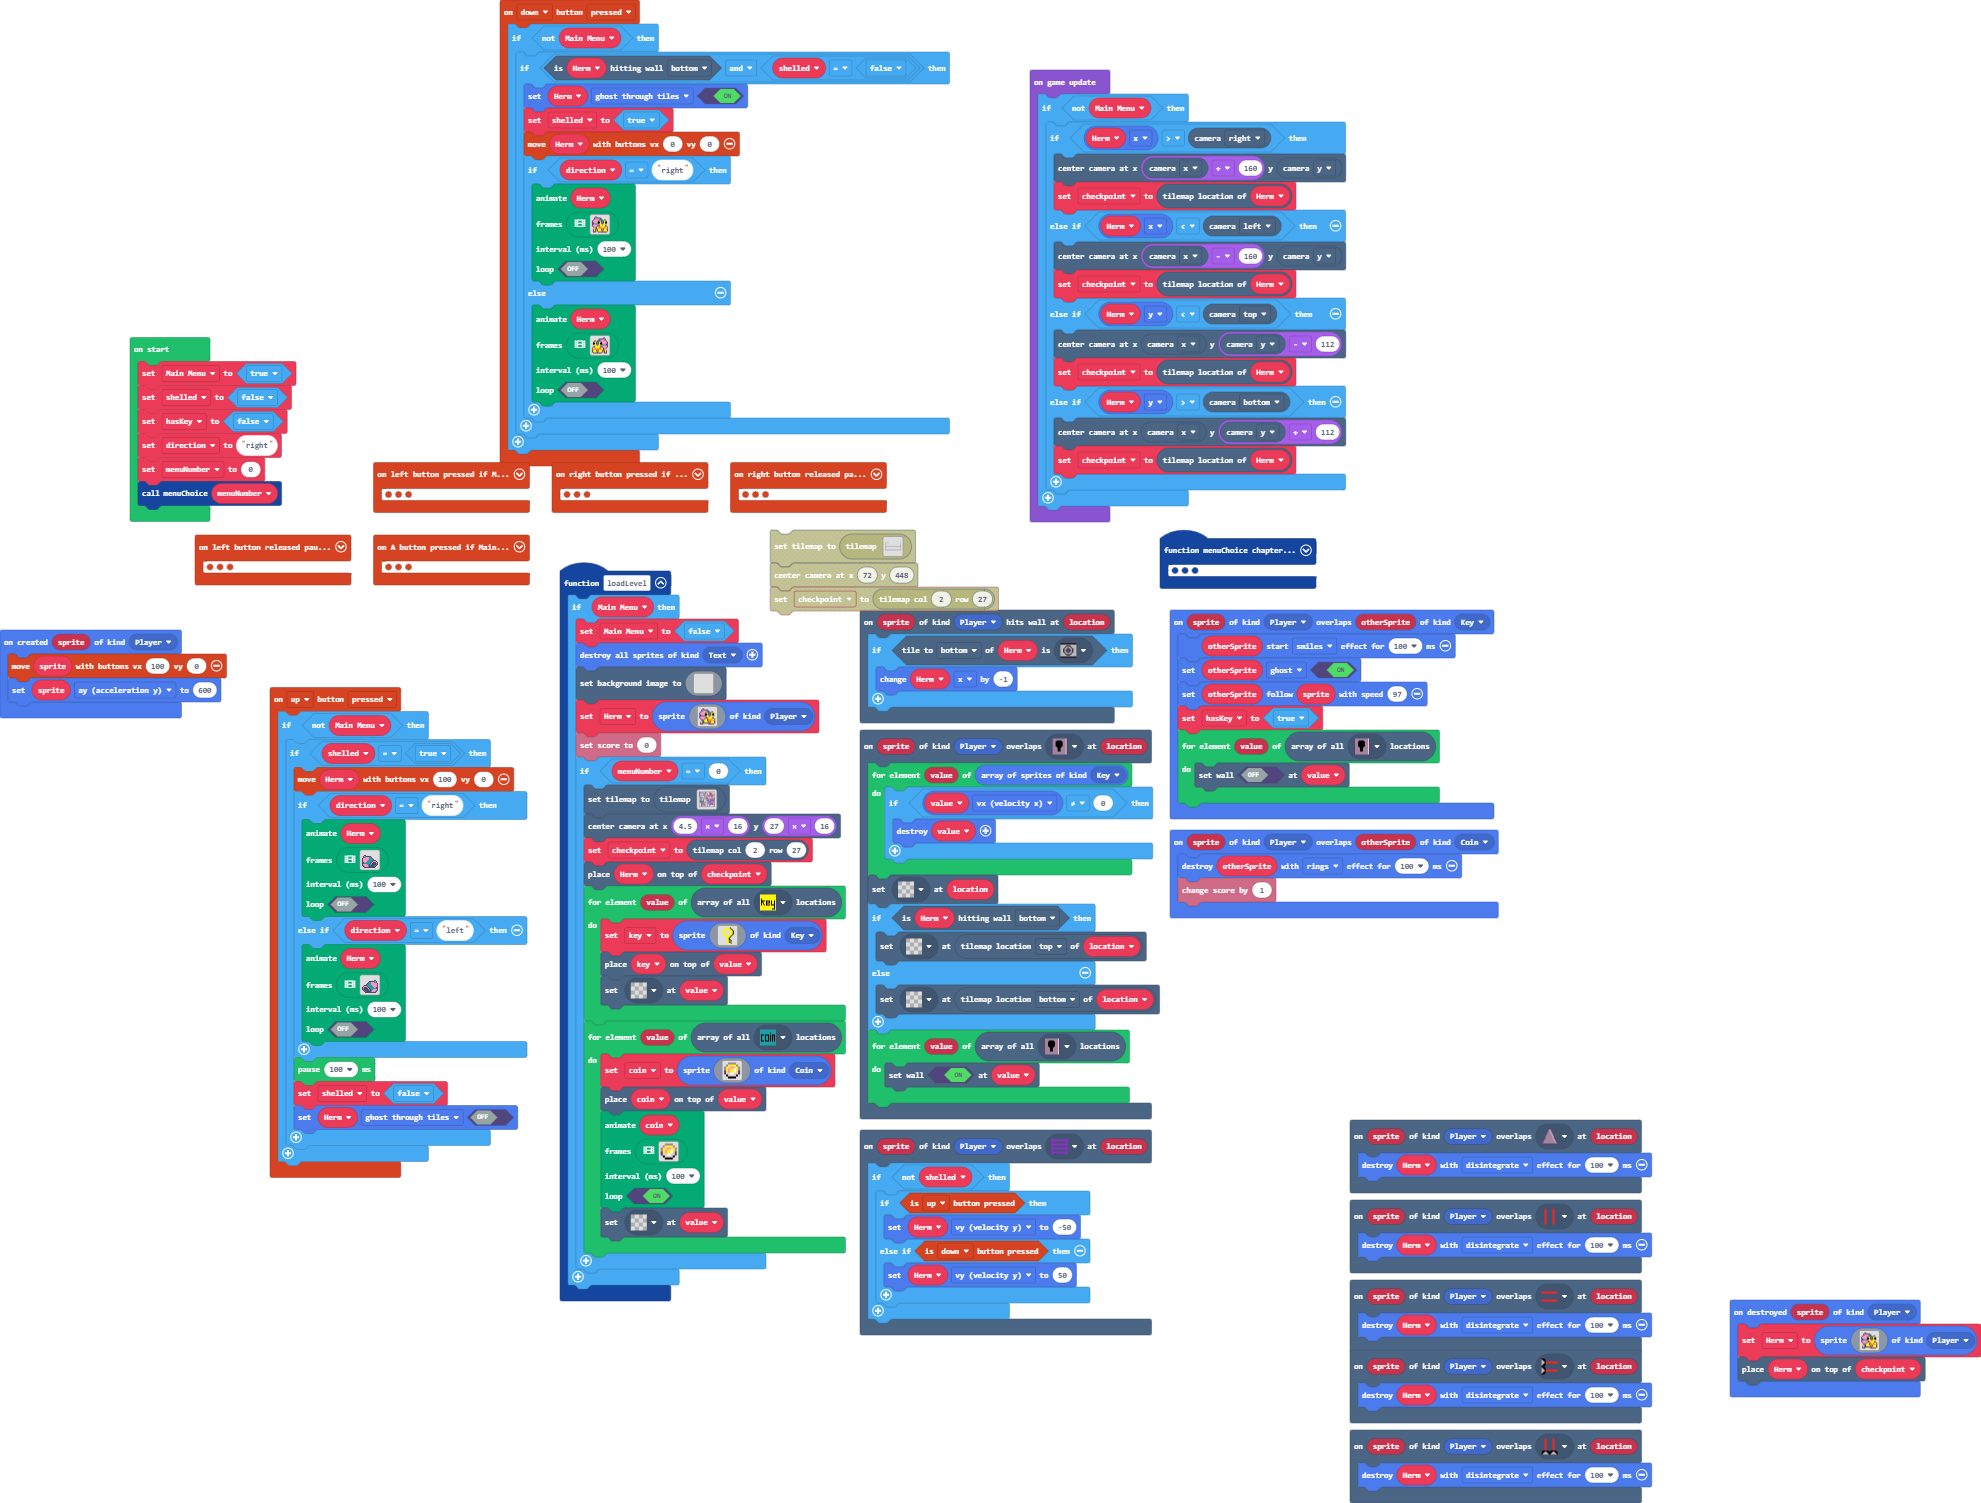 on down button pressed
if not Main Menu then
if is Herm hitting wall bottom and shelled = false then
set Herm ghost through tiles ON
set shelled to true
move Herm with buttons vx 0 vy 0
if direction = "right" then
animate Herm
frames
interval (ms) 100
loop OFF
else
animate Herm
frames
interval (ms) 100
loop OFF
on game update
if not Main Menu then
if Herm x > camera right then
center camera at x camera x + 160 y camera y
set checkpoint to tilemap location of Herm
else if Herm x < camera left then
center camera at x camera x - 160 y camera y
set checkpoint to tilemap location of Herm
else if Herm y < camera top then
center camera at x camera x y camera y - 112
set checkpoint to tilemap location of Herm
else if Herm y > camera bottom then
center camera at x camera x y camera y + 112
set checkpoint to tilemap location of Herm
on start
set Main Menu to true
set shelled to false
set hasKey to false
set direction to "right"
set menuNumber to 0
call menuChoice menuNumber
on left button pressed if M...
on right button pressed if ...
on right button released pa...
on left button released pau...
on A button pressed if Main...
set tilemap to tilemap
center camera at x 72 y 448
set checkpoint to tilemap col 2 row 27
function menuChoice chapter...
on created sprite of kind Player
move sprite with buttons vx 100 vy 0
set sprite ay (acceleration y) to 600
on up button pressed
if not Main Menu then
if shelled = true then
move Herm with buttons vx 100 vy 0
if direction = "right" then
animate Herm
frames
interval (ms) 100
loop OFF
else if direction = "left" then
animate Herm
frames
interval (ms) 100
loop OFF
pause 100 ms
set shelled to false
set Herm ghost through tiles OFF
function loadLevel
if Main Menu then
set Main Menu to false
destroy all sprites of kind Text
set background image to
set Herm to sprite of kind Player
set score to 0
if menuNumber = 0 then
set tilemap to tilemap
center camera at x 4.5 × 16 y 27 × 16
set checkpoint to tilemap col 2 row 27
place Herm on top of checkpoint
for element value of array of all key locations
do
set key to sprite of kind Key
place key on top of value
set at value
for element value of array of all coin locations
do
set coin to sprite of kind Coin
place coin on top of value
animate coin
frames
interval (ms) 100
loop ON
set at value
on sprite of kind Player hits wall at location
if tile to bottom of Herm is then
change Herm x by -1
on sprite of kind Player overlaps at location
for element value of array of sprites of kind Key
do
if value vx (velocity x) ≠ 0 then
destroy value
set at location
if is Herm hitting wall bottom then
set at tilemap location top of location
else
set at tilemap location bottom of location
for element value of array of all locations
do
set wall ON at value
on sprite of kind Player overlaps at location
if not shelled then
if is up button pressed then
set Herm vy (velocity y) to -50
else if is down button pressed then
set Herm vy (velocity y) to 50
on sprite of kind Player overlaps otherSprite of kind Key
otherSprite start smiles effect for 100 ms
set otherSprite ghost ON
set otherSprite follow sprite with speed 97
set hasKey to true
for element value of array of all locations
do
set wall OFF at value
on sprite of kind Player overlaps otherSprite of kind Coin
destroy otherSprite with rings effect for 100 ms
change score by 1
on sprite of kind Player overlaps at location
destroy Herm with disintegrate effect for 100 ms
on sprite of kind Player overlaps at location
destroy Herm with disintegrate effect for 100 ms
on sprite of kind Player overlaps at location
destroy Herm with disintegrate effect for 100 ms
on sprite of kind Player overlaps at location
destroy Herm with disintegrate effect for 100 ms
on sprite of kind Player overlaps at location
destroy Herm with disintegrate effect for 100 ms
on destroyed sprite of kind Player
set Herm to sprite of kind Player
place Herm on top of checkpoint